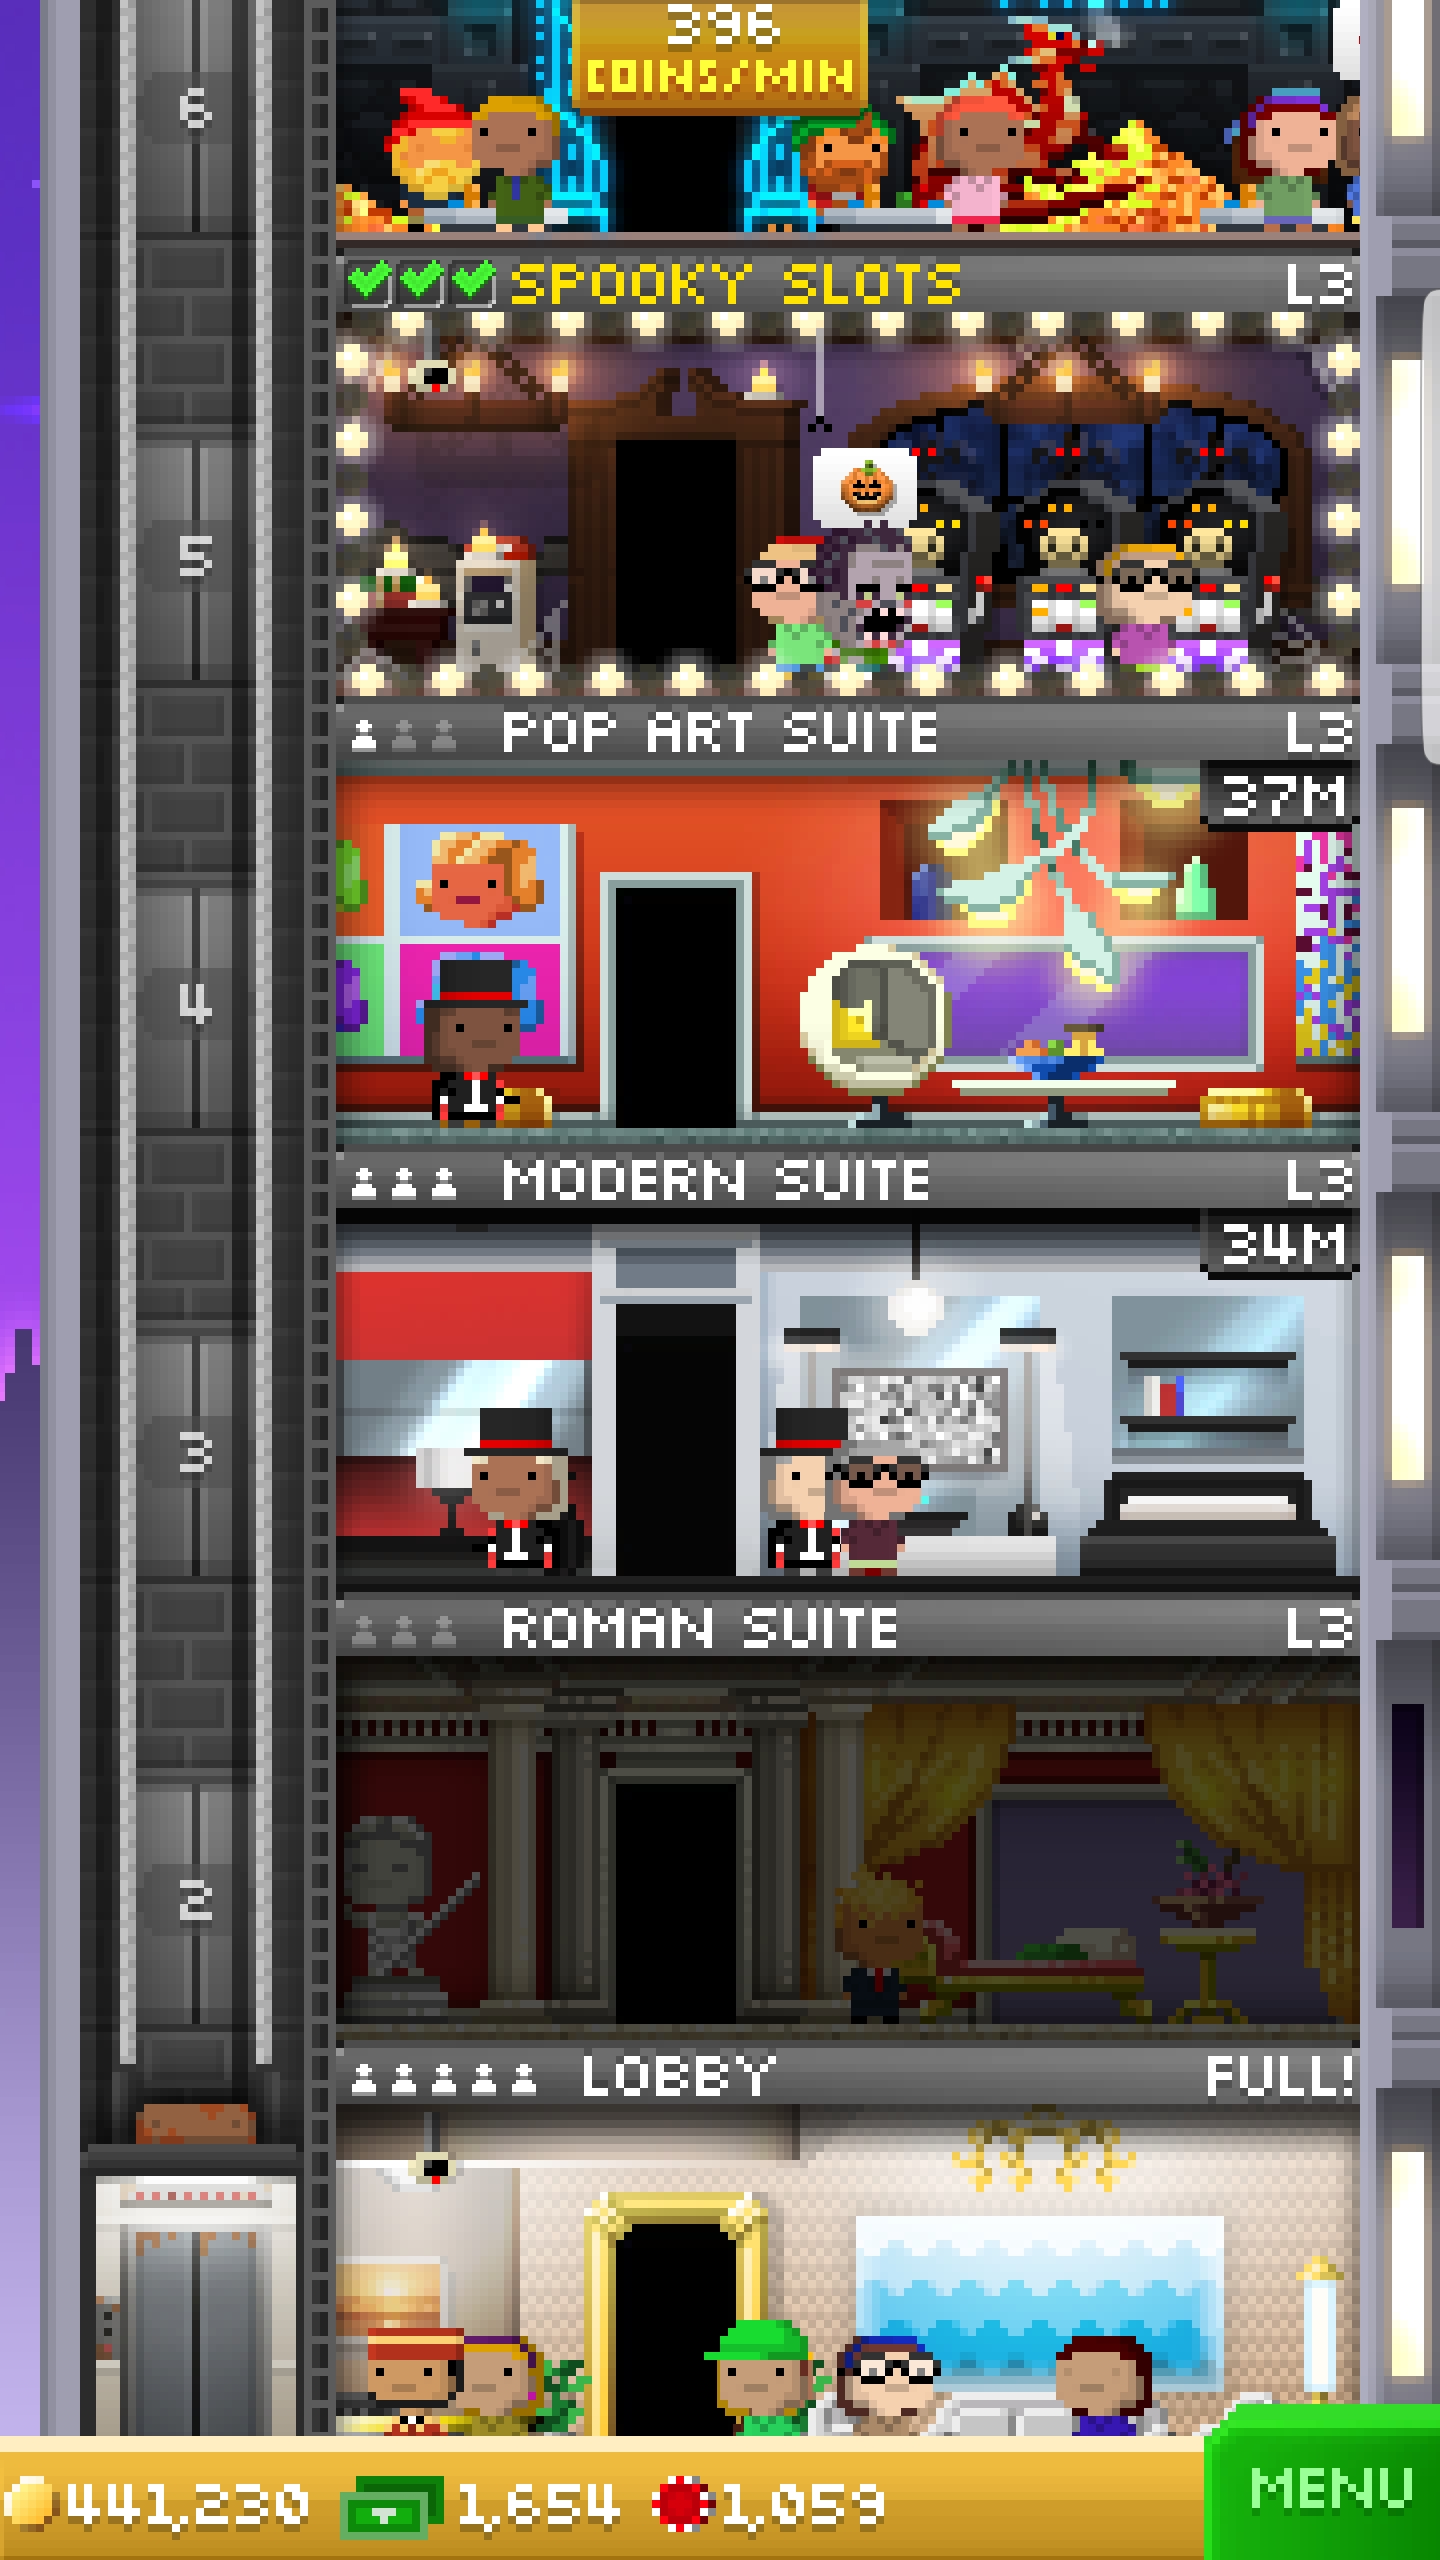 396
COINS/MIN
6
SPOOKY SLOTS L3
5
POP ART SUITE L3
37M
4
MODERN SUITE L3
34M
3
ROMAN SUITE L3
2
LOBBY FULL!
441,230 1,654 1,059
MENU